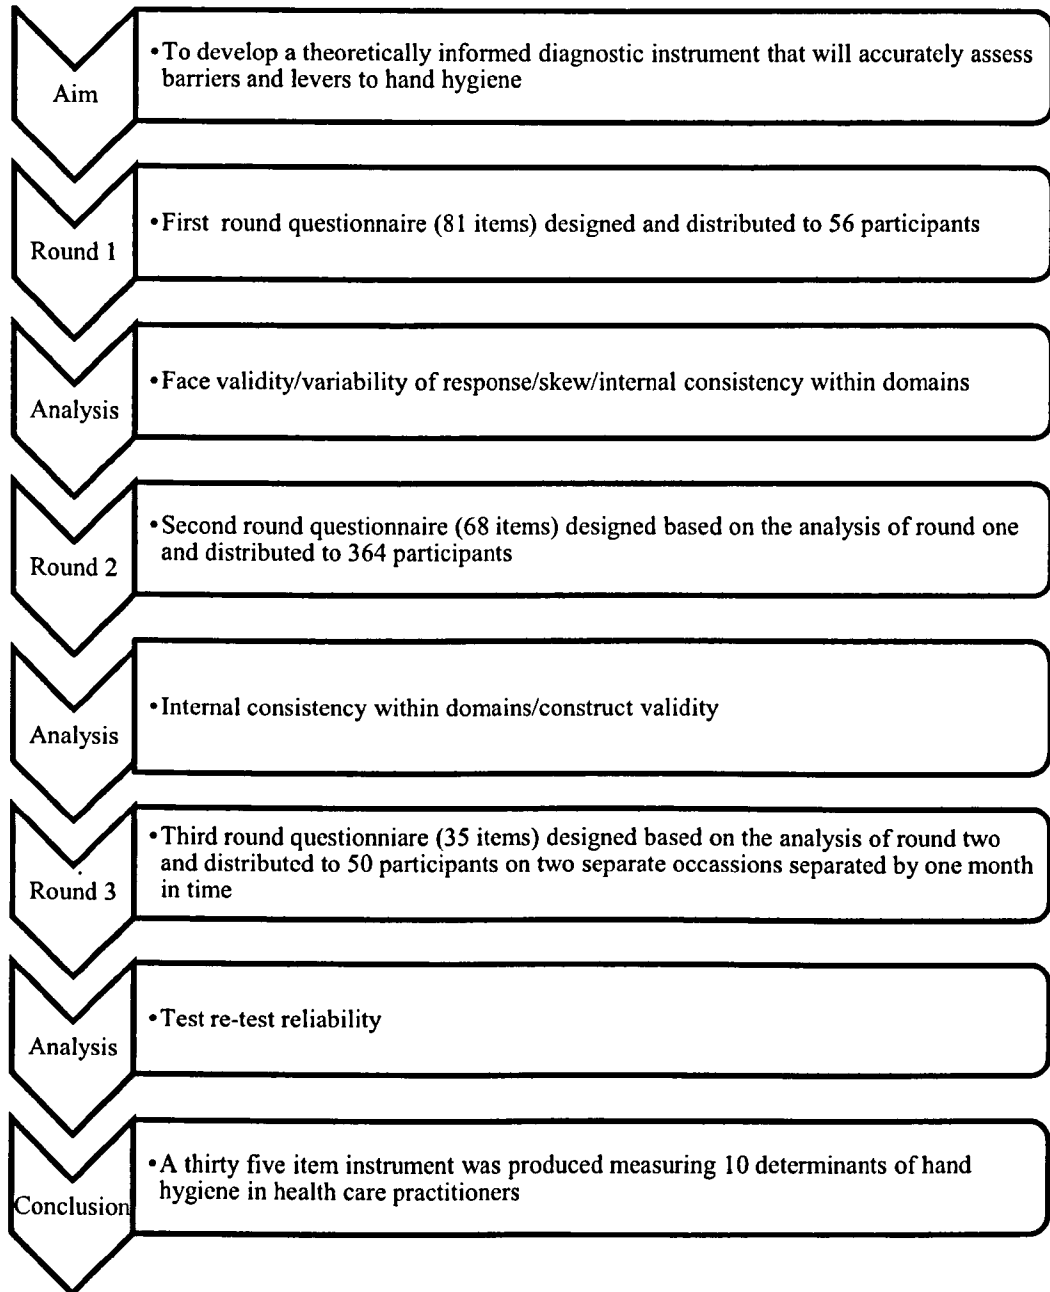 Aim
•To develop a theoretically informed diagnostic instrument that will accurately assess
barriers and levers to hand hygiene
Round 1
•First round questionnaire (81 items) designed and distributed to 56 participants
Analysis
•Face validity/variability of response/skew/internal consistency within domains
Round 2
•Second round questionnaire (68 items) designed based on the analysis of round one
and distributed to 364 participants
Analysis
•Internal consistency within domains/construct validity
Round 3
•Third round questionniare (35 items) designed based on the analysis of round two
and distributed to 50 participants on two separate occassions separated by one month
in time
Analysis
•Test re-test reliability
Conclusion
•A thirty five item instrument was produced measuring 10 determinants of hand
hygiene in health care practitioners